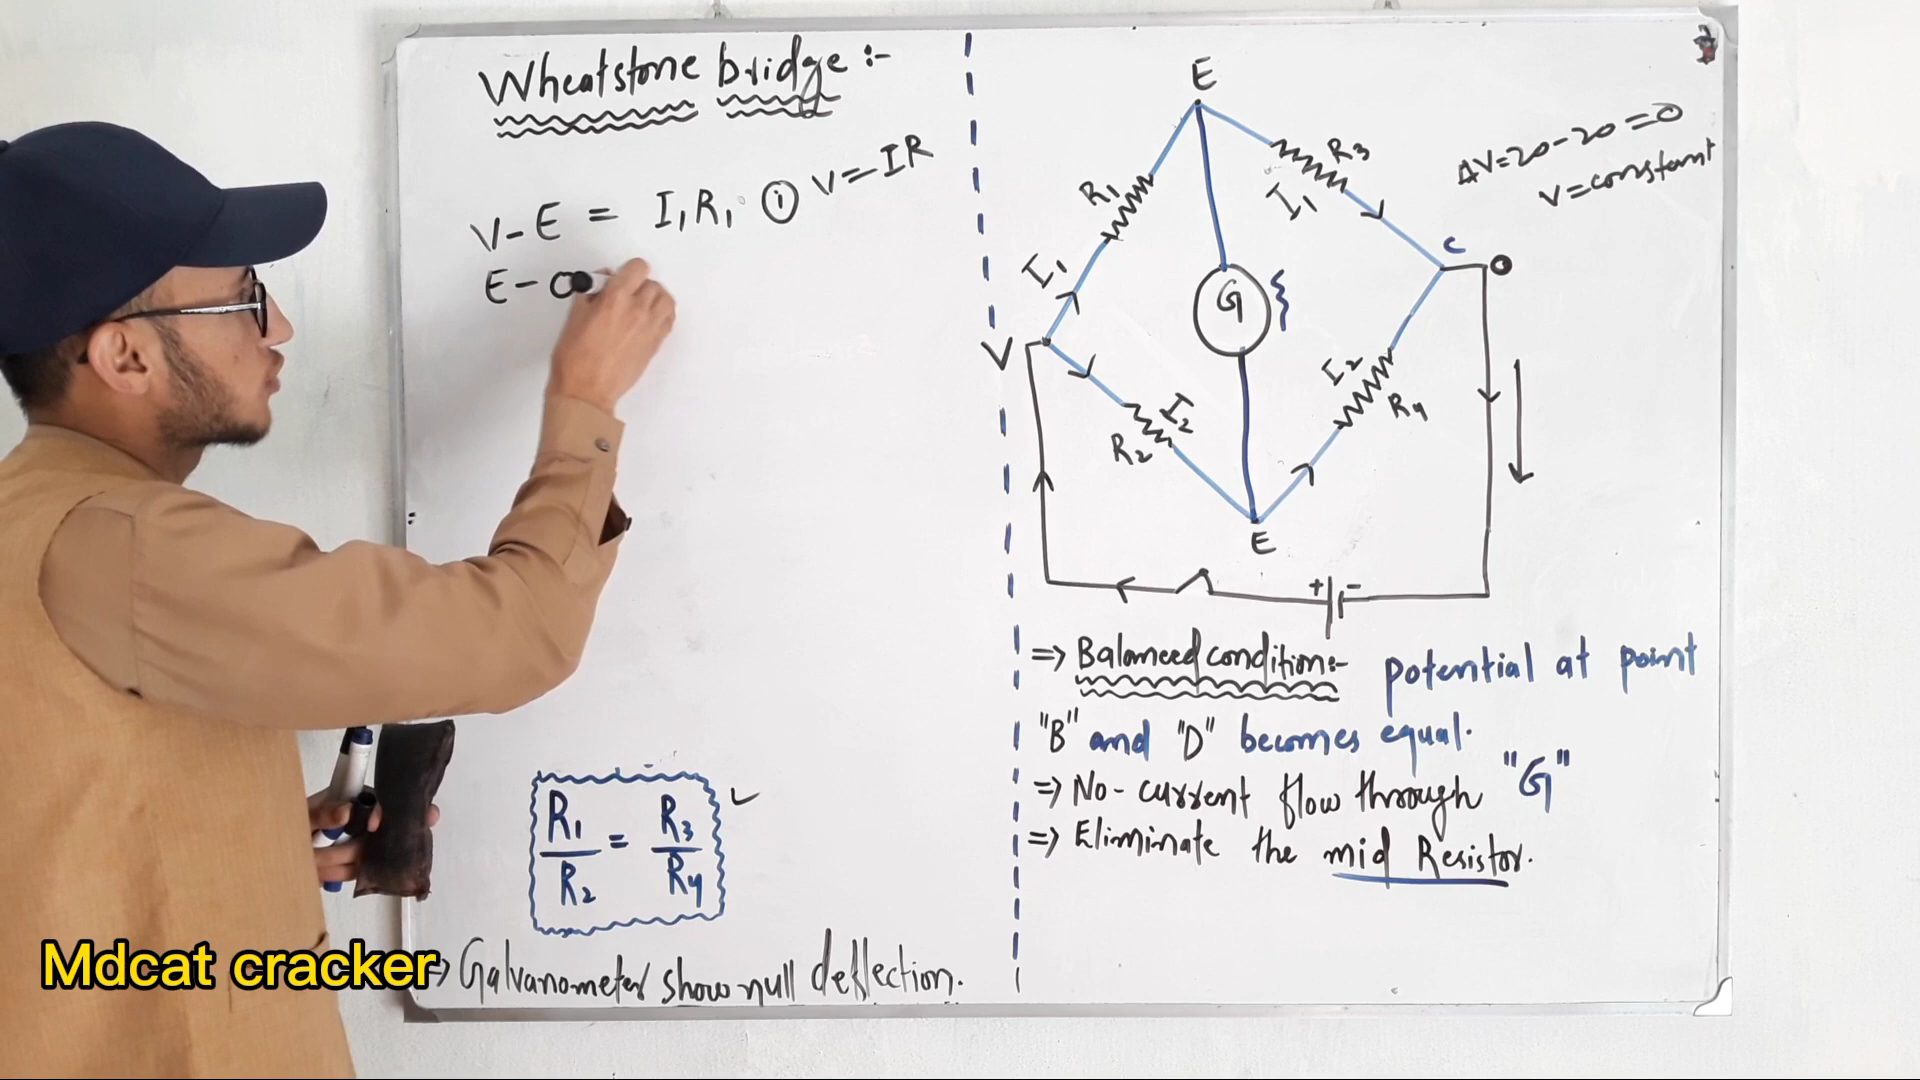 Wheatstone bridge :-
V = IR
V - E = I₁R₁ ⓘ
E - O
R₁/R₂ = R₃/R₄
⇒ Galvanometer show null deflection.
Mdcat cracker
E
R₁
R₃
I₁
I₁
ΔV = 20 - 20 = 0
V = constant
C
O
G
V
I₂
R₂
I₂
R₄
E
+ -
⇒ Balanced condition:- potential at point
"B" and "D" becomes equal.
⇒ No-current flow through "G"
⇒ Eliminate the mid Resistor.